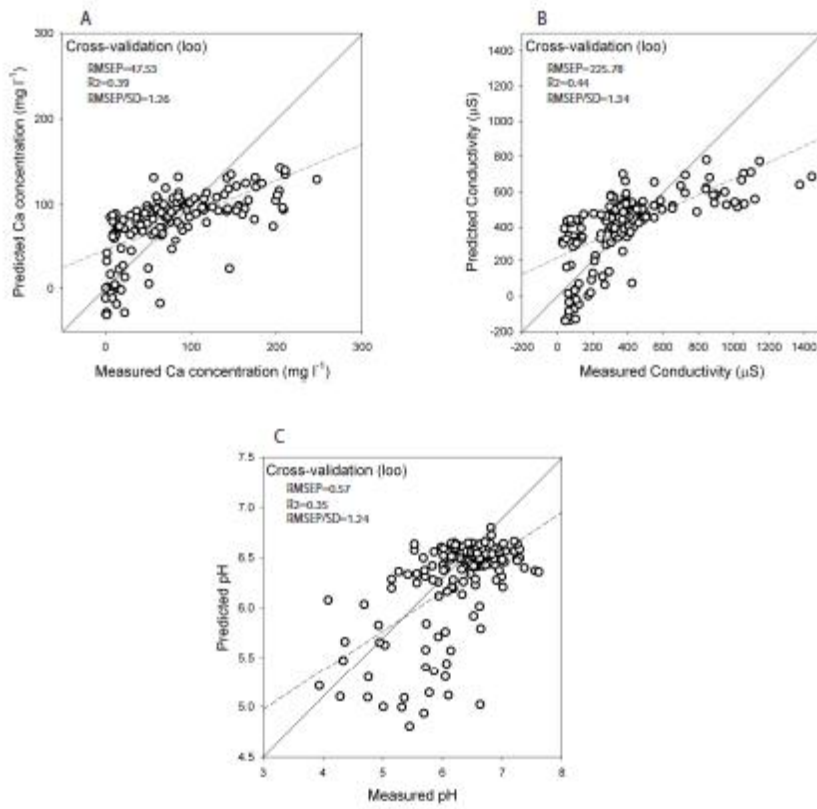 A
Cross-validation (loo)
RMSEP=47.53
R2=0.39
RMSEP/SD=1.26
300
200
100
0
0
100
200
300
Predicted Ca concentration (mg l⁻¹)
Measured Ca concentration (mg l⁻¹)
B
Cross-validation (loo)
RMSEP=225.78
R2=0.44
RMSEP/SD=1.34
1400
1200
1000
800
600
400
200
0
-200
-200 0 200 400 600 800 1000 1200 1400
Predicted Conductivity (µS)
Measured Conductivity (µS)
C
Cross-validation (loo)
RMSEP=0.57
R2=0.35
RMSEP/SD=1.24
7.5
7.0
6.5
6.0
5.5
5.0
4.5
3 4 5 6 7 8
Predicted pH
Measured pH